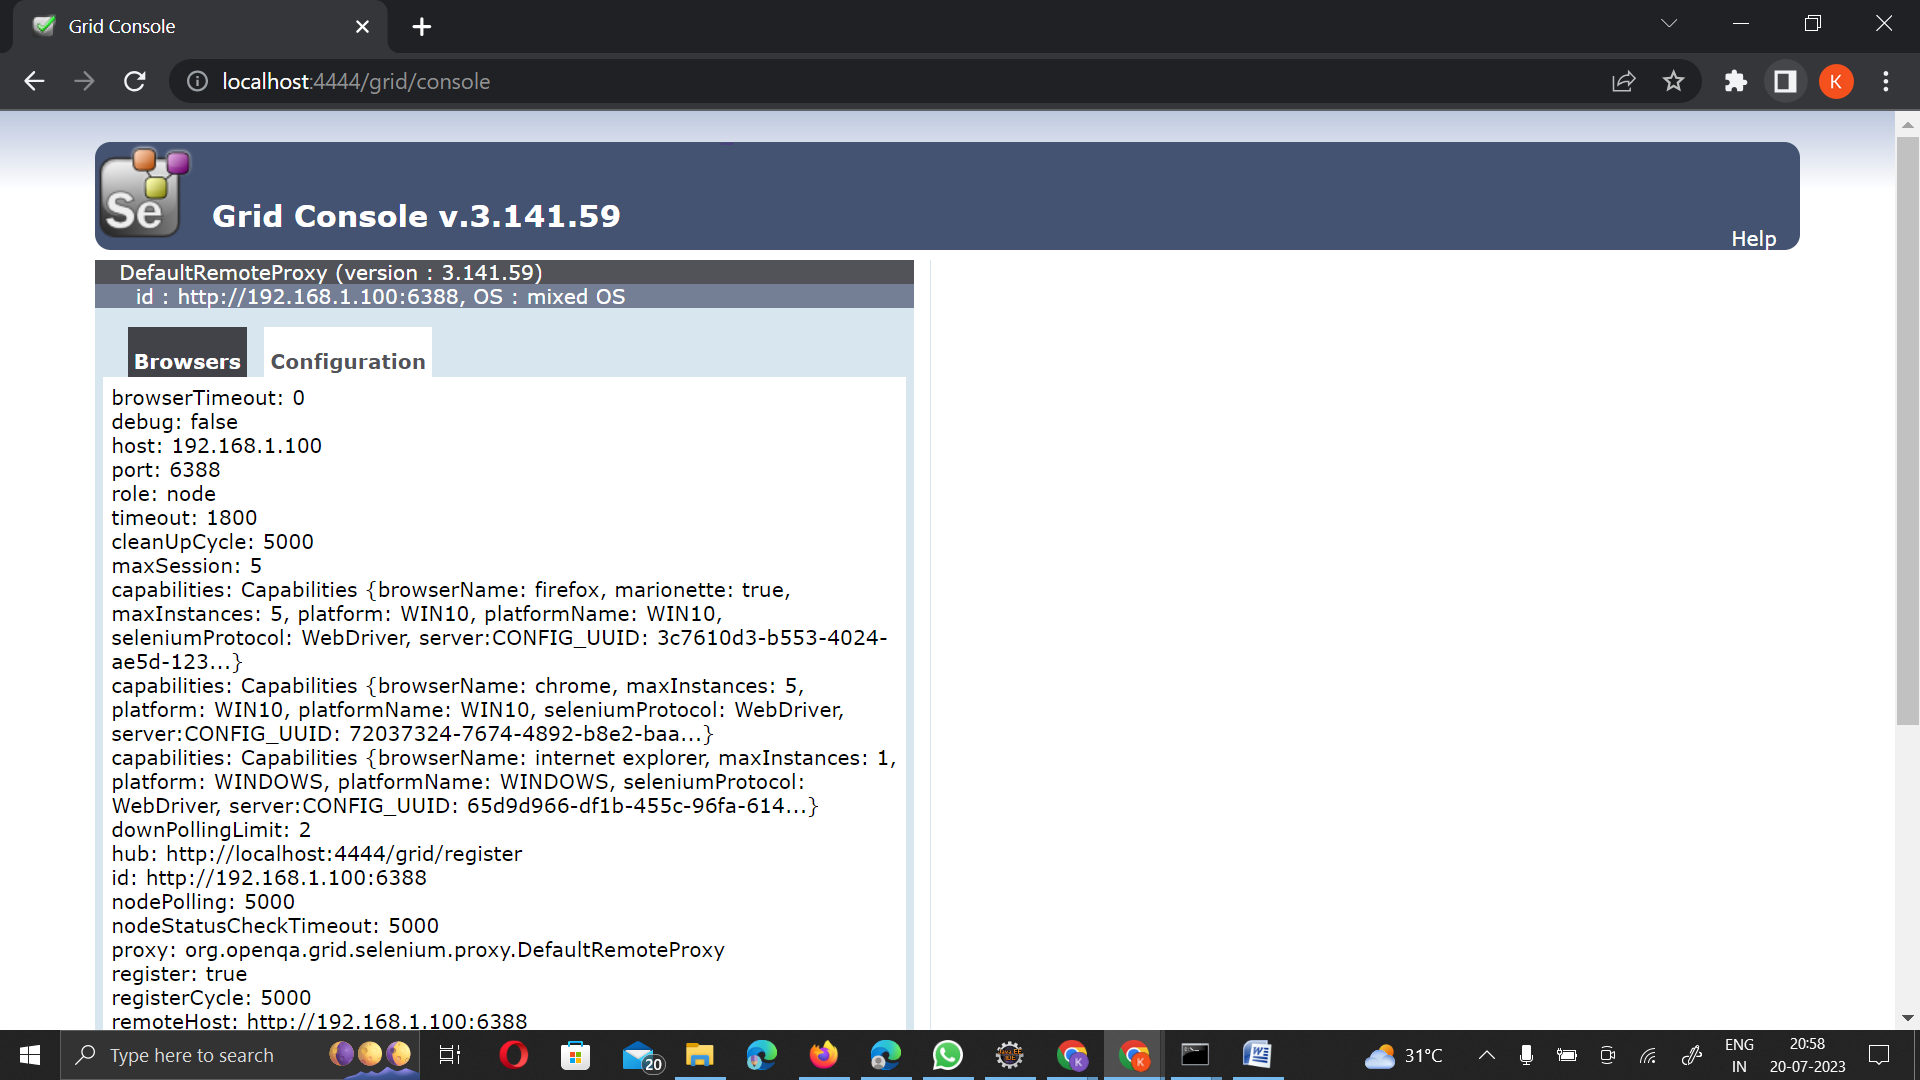 Grid Console
localhost:4444/grid/console
K
Se
Grid Console v.3.141.59
Help
DefaultRemoteProxy (version : 3.141.59)
id : http://192.168.1.100:6388, OS : mixed OS
Browsers Configuration
browserTimeout: 0
debug: false
host: 192.168.1.100
port: 6388
role: node
timeout: 1800
cleanUpCycle: 5000
maxSession: 5
capabilities: Capabilities {browserName: firefox, marionette: true,
maxInstances: 5, platform: WIN10, platformName: WIN10,
seleniumProtocol: WebDriver, server:CONFIG_UUID: 3c7610d3-b553-4024-
ae5d-123...}
capabilities: Capabilities {browserName: chrome, maxInstances: 5,
platform: WIN10, platformName: WIN10, seleniumProtocol: WebDriver,
server:CONFIG_UUID: 72037324-7674-4892-b8e2-baa...}
capabilities: Capabilities {browserName: internet explorer, maxInstances: 1,
platform: WINDOWS, platformName: WINDOWS, seleniumProtocol:
WebDriver, server:CONFIG_UUID: 65d9d966-df1b-455c-96fa-614...}
downPollingLimit: 2
hub: http://localhost:4444/grid/register
id: http://192.168.1.100:6388
nodePolling: 5000
nodeStatusCheckTimeout: 5000
proxy: org.openqa.grid.selenium.proxy.DefaultRemoteProxy
register: true
registerCycle: 5000
remoteHost: http://192.168.1.100:6388
Type here to search
20
31°C
ENG
IN
20:58
20-07-2023